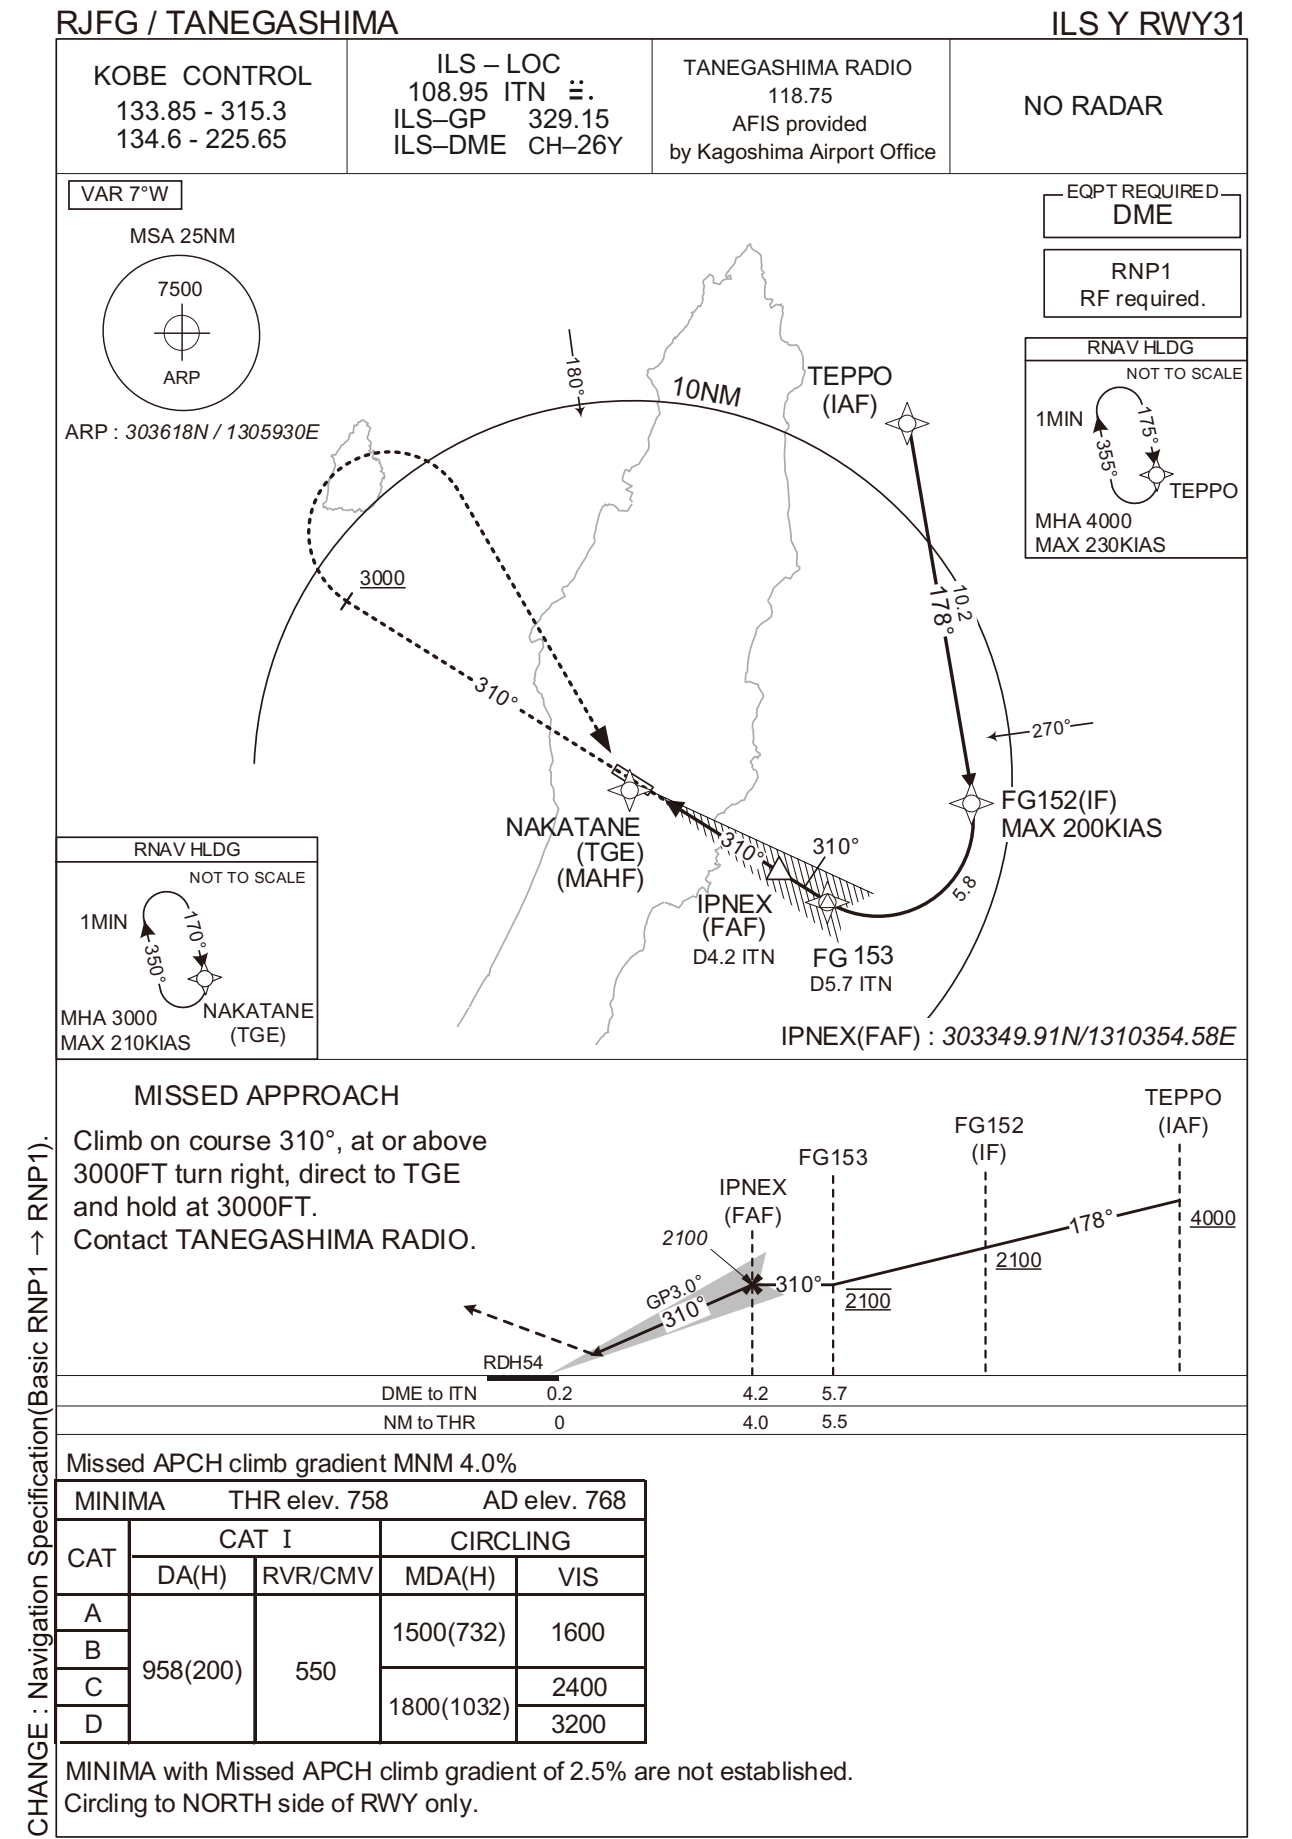 RJFG / TANEGASHIMA
ILS Y RWY31
KOBE CONTROL
133.85 - 315.3
134.6 - 225.65
ILS – LOC
108.95 ITN
ILS–GP 329.15
ILS–DME CH–26Y
TANEGASHIMA RADIO
118.75
AFIS provided
by Kagoshima Airport Office
NO RADAR
VAR 7°W
MSA 25NM
7500
ARP
ARP : 303618N / 1305930E
EQPT REQUIRED
DME
RNP1
RF required.
RNAV HLDG
NOT TO SCALE
1MIN
175°
355°
TEPPO
MHA 4000
MAX 230KIAS
180°
10NM
TEPPO
(IAF)
3000
10.2
178°
310°
270°
FG152(IF)
MAX 200KIAS
NAKATANE
(TGE)
(MAHF)
310°
310°
5.8
IPNEX
(FAF)
D4.2 ITN
FG 153
D5.7 ITN
RNAV HLDG
NOT TO SCALE
1MIN
170°
350°
NAKATANE
(TGE)
MHA 3000
MAX 210KIAS
IPNEX(FAF) : 303349.91N/1310354.58E
MISSED APPROACH
Climb on course 310°, at or above
3000FT turn right, direct to TGE
and hold at 3000FT.
Contact TANEGASHIMA RADIO.
TEPPO
(IAF)
FG152
(IF)
FG153
IPNEX
(FAF)
2100
178°
4000
2100
GP3.0°
310°
310°
2100
RDH54
DME to ITN 0.2 4.2 5.7
NM to THR 0 4.0 5.5
Missed APCH climb gradient MNM 4.0%
MINIMA THR elev. 758 AD elev. 768
CAT CAT I CIRCLING
DA(H) RVR/CMV MDA(H) VIS
A
B
C
D
958(200) 550
1500(732) 1600
1800(1032) 2400
3200
MINIMA with Missed APCH climb gradient of 2.5% are not established.
Circling to NORTH side of RWY only.
CHANGE : Navigation Specification(Basic RNP1 → RNP1).